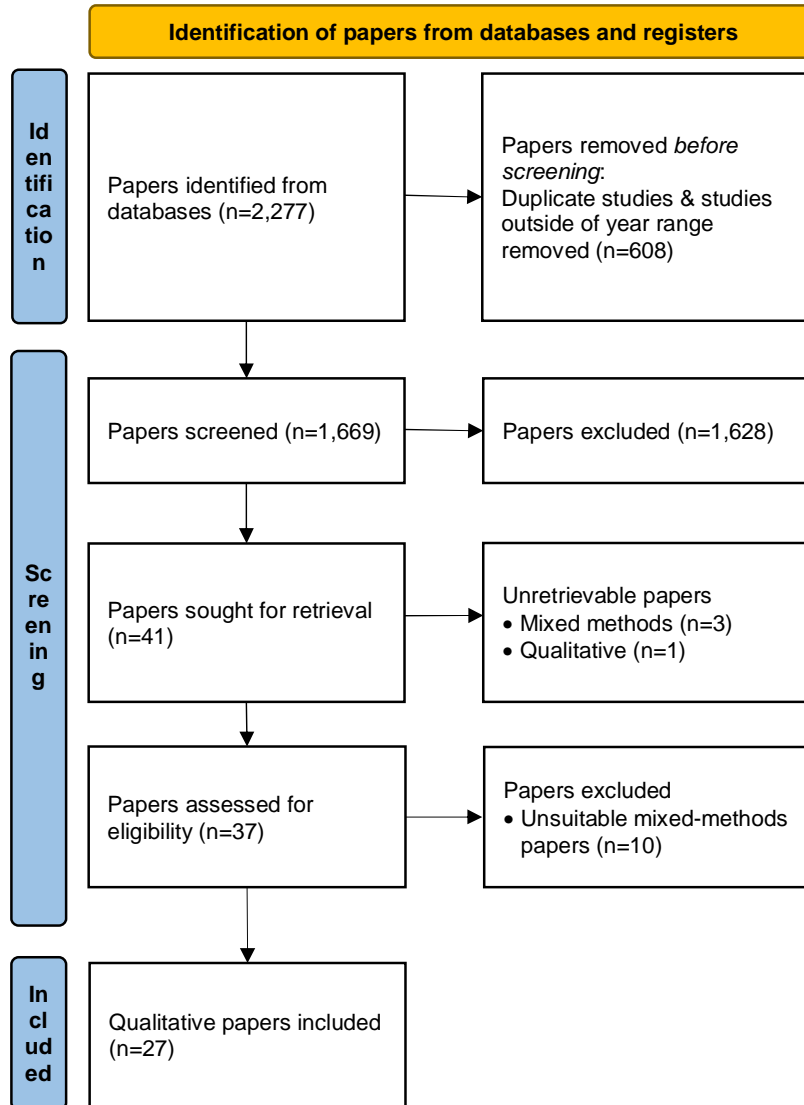 Identification of papers from databases and registers
Id
en
tifi
ca
tio
n
Papers identified from
databases (n=2,277)
Papers removed before
screening:
Duplicate studies & studies
outside of year range
removed (n=608)
Sc
re
en
in
g
Papers screened (n=1,669)
Papers excluded (n=1,628)
Papers sought for retrieval
(n=41)
Unretrievable papers
• Mixed methods (n=3)
• Qualitative (n=1)
Papers assessed for
eligibility (n=37)
Papers excluded
• Unsuitable mixed-methods
papers (n=10)
In
cl
ud
ed
Qualitative papers included
(n=27)